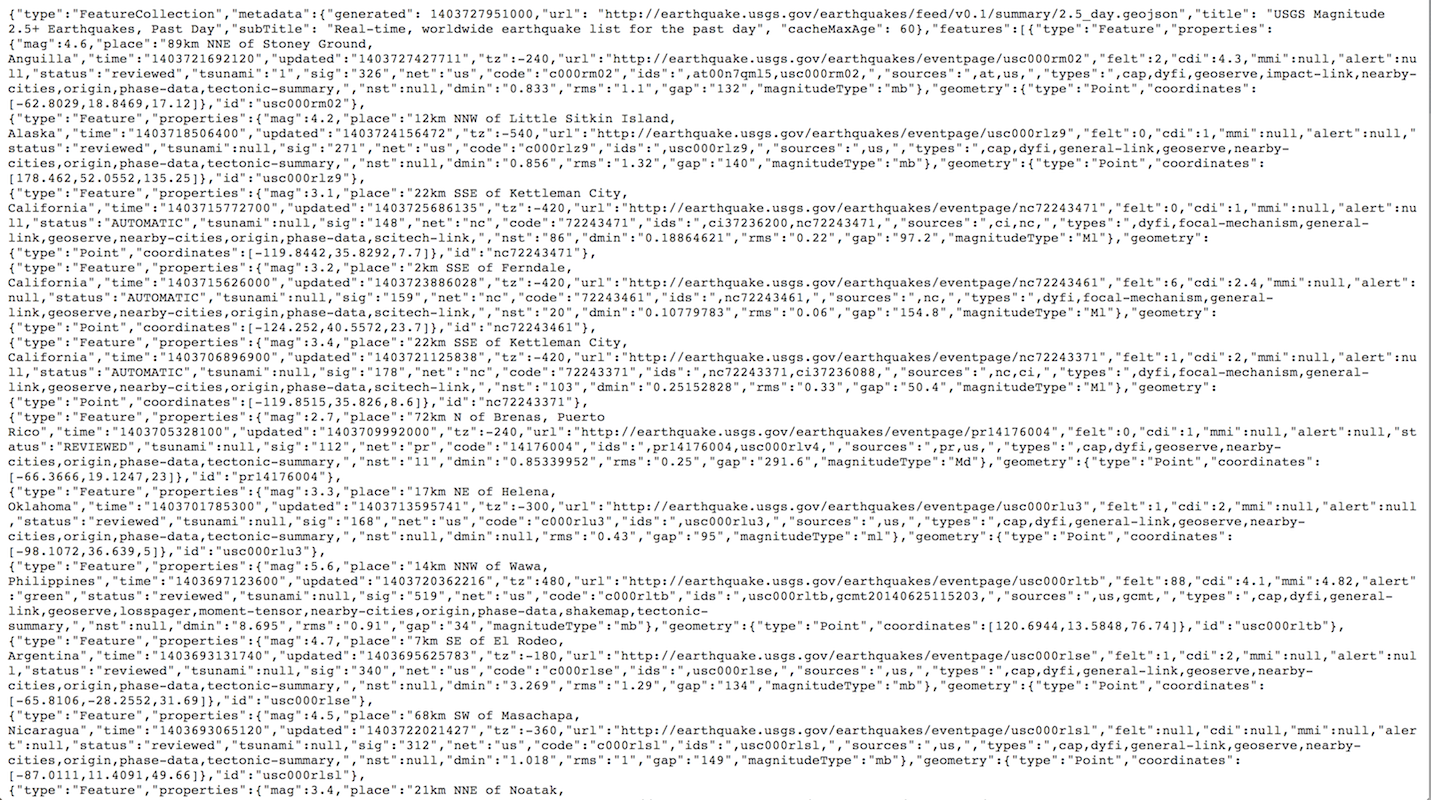 {"type":"FeatureCollection","metadata":{"generated": 1403727951000,"url": "http://earthquake.usgs.gov/earthquakes/feed/v0.1/summary/2.5_day.geojson","title": "USGS Magnitude
2.5+ Earthquakes, Past Day","subTitle": "Real-time, worldwide earthquake list for the past day", "cacheMaxAge": 60},"features":[{"type":"Feature","properties":
{"mag":4.6,"place":"89km NNE of Stoney Ground,
Anguilla","time":"1403721692120","updated":"1403727427711","tz":-240,"url":"http://earthquake.usgs.gov/earthquakes/eventpage/usc000rm02","felt":2,"cdi":4.3,"mmi":null,"alert":nu
ll,"status":"reviewed","tsunami":"1","sig":"326","net":"us","code":"c000rm02","ids":",at00n7qml5,usc000rm02,","sources":",at,us,","types":",cap,dyfi,geoserve,impact-link,nearby-
cities,origin,phase-data,tectonic-summary,","nst":null,"dmin":"0.833","rms":"1.1","gap":"132","magnitudeType":"mb"},"geometry":{"type":"Point","coordinates":
[-62.8029,18.8469,17.12]},"id":"usc000rm02"},
{"type":"Feature","properties":{"mag":4.2,"place":"12km NNW of Little Sitkin Island,
Alaska","time":"1403718506400","updated":"1403724156472","tz":-540,"url":"http://earthquake.usgs.gov/earthquakes/eventpage/usc000rlz9","felt":0,"cdi":1,"mmi":null,"alert":null,"
status":"reviewed","tsunami":null,"sig":"271","net":"us","code":"c000rlz9","ids":",usc000rlz9,","sources":",us,","types":",cap,dyfi,general-link,geoserve,nearby-
cities,origin,phase-data,tectonic-summary,","nst":null,"dmin":"0.856","rms":"1.32","gap":"140","magnitudeType":"mb"},"geometry":{"type":"Point","coordinates":
[178.462,52.0552,135.25]},"id":"usc000rlz9"},
{"type":"Feature","properties":{"mag":3.1,"place":"22km SSE of Kettleman City,
California","time":"1403715772700","updated":"1403725686135","tz":-420,"url":"http://earthquake.usgs.gov/earthquakes/eventpage/nc72243471","felt":0,"cdi":1,"mmi":null,"alert":nu
ll,"status":"AUTOMATIC","tsunami":null,"sig":"148","net":"nc","code":"72243471","ids":",ci37236200,nc72243471,","sources":",ci,nc,","types":",dyfi,focal-mechanism,general-
link,geoserve,nearby-cities,origin,phase-data,scitech-link,","nst":"86","dmin":"0.18864621","rms":"0.22","gap":"97.2","magnitudeType":"Ml"},"geometry":
{"type":"Point","coordinates":[-119.8442,35.8292,7.7]},"id":"nc72243471"},
{"type":"Feature","properties":{"mag":3.2,"place":"2km SSE of Ferndale,
California","time":"1403715626000","updated":"1403723886028","tz":-420,"url":"http://earthquake.usgs.gov/earthquakes/eventpage/nc72243461","felt":6,"cdi":2.4,"mmi":null,"alert":
null,"status":"AUTOMATIC","tsunami":null,"sig":"159","net":"nc","code":"72243461","ids":",nc72243461,","sources":",nc,","types":",dyfi,focal-mechanism,general-
link,geoserve,nearby-cities,origin,phase-data,scitech-link,","nst":"20","dmin":"0.10779783","rms":"0.06","gap":"154.8","magnitudeType":"Ml"},"geometry":
{"type":"Point","coordinates":[-124.252,40.5572,23.7]},"id":"nc72243461"},
{"type":"Feature","properties":{"mag":3.4,"place":"22km SSE of Kettleman City,
California","time":"1403706896900","updated":"1403721125838","tz":-420,"url":"http://earthquake.usgs.gov/earthquakes/eventpage/nc72243371","felt":1,"cdi":2,"mmi":null,"alert":nu
ll,"status":"AUTOMATIC","tsunami":null,"sig":"178","net":"nc","code":"72243371","ids":",nc72243371,ci37236088,","sources":",nc,ci,","types":",dyfi,focal-mechanism,general-
link,geoserve,nearby-cities,origin,phase-data,scitech-link,","nst":"103","dmin":"0.25152828","rms":"0.33","gap":"50.4","magnitudeType":"Ml"},"geometry":
{"type":"Point","coordinates":[-119.8515,35.826,8.6]},"id":"nc72243371"},
{"type":"Feature","properties":{"mag":2.7,"place":"72km N of Brenas, Puerto
Rico","time":"1403705328100","updated":"1403709992000","tz":-240,"url":"http://earthquake.usgs.gov/earthquakes/eventpage/pr14176004","felt":0,"cdi":1,"mmi":null,"alert":null,"st
atus":"REVIEWED","tsunami":null,"sig":"112","net":"pr","code":"14176004","ids":",pr14176004,usc000rlv4,","sources":",pr,us,","types":",cap,dyfi,geoserve,nearby-
cities,origin,phase-data,tectonic-summary,","nst":"11","dmin":"0.85339952","rms":"0.25","gap":"291.6","magnitudeType":"Md"},"geometry":{"type":"Point","coordinates":
[-66.3666,19.1247,23]},"id":"pr14176004"},
{"type":"Feature","properties":{"mag":3.3,"place":"17km NE of Helena,
Oklahoma","time":"1403701785300","updated":"1403713595741","tz":-300,"url":"http://earthquake.usgs.gov/earthquakes/eventpage/usc000rlu3","felt":1,"cdi":2,"mmi":null,"alert":null
,"status":"reviewed","tsunami":null,"sig":"168","net":"us","code":"c000rlu3","ids":",usc000rlu3,","sources":",us,","types":",cap,dyfi,general-link,geoserve,nearby-
cities,origin,phase-data,tectonic-summary,","nst":null,"dmin":null,"rms":"0.43","gap":"95","magnitudeType":"ml"},"geometry":{"type":"Point","coordinates":
[-98.1072,36.639,5]},"id":"usc000rlu3"},
{"type":"Feature","properties":{"mag":5.6,"place":"14km NNW of Wawa,
Philippines","time":"1403697123600","updated":"1403720362216","tz":480,"url":"http://earthquake.usgs.gov/earthquakes/eventpage/usc000rltb","felt":88,"cdi":4.1,"mmi":4.82,"alert"
:"green","status":"reviewed","tsunami":null,"sig":"519","net":"us","code":"c000rltb","ids":",usc000rltb,gcmt20140625115203,","sources":",us,gcmt,","types":",cap,dyfi,general-
link,geoserve,losspager,moment-tensor,nearby-cities,origin,phase-data,shakemap,tectonic-
summary,","nst":null,"dmin":"8.695","rms":"0.91","gap":"34","magnitudeType":"mb"},"geometry":{"type":"Point","coordinates":[120.6944,13.5848,76.74]},"id":"usc000rltb"},
{"type":"Feature","properties":{"mag":4.7,"place":"7km SE of El Rodeo,
Argentina","time":"1403693131740","updated":"1403695625783","tz":-180,"url":"http://earthquake.usgs.gov/earthquakes/eventpage/usc000rlse","felt":1,"cdi":2,"mmi":null,"alert":nul
l,"status":"reviewed","tsunami":null,"sig":"340","net":"us","code":"c000rlse","ids":",usc000rlse,","sources":",us,","types":",cap,dyfi,general-link,geoserve,nearby-
cities,origin,phase-data,tectonic-summary,","nst":null,"dmin":"3.269","rms":"1.29","gap":"134","magnitudeType":"mb"},"geometry":{"type":"Point","coordinates":
[-65.8106,-28.2552,31.69]},"id":"usc000rlse"},
{"type":"Feature","properties":{"mag":4.5,"place":"68km SW of Masachapa,
Nicaragua","time":"1403693065120","updated":"1403722021427","tz":-360,"url":"http://earthquake.usgs.gov/earthquakes/eventpage/usc000rlsl","felt":null,"cdi":null,"mmi":null,"aler
t":null,"status":"reviewed","tsunami":null,"sig":"312","net":"us","code":"c000rlsl","ids":",usc000rlsl,","sources":",us,","types":",cap,dyfi,general-link,geoserve,nearby-
cities,origin,phase-data,tectonic-summary,","nst":null,"dmin":"1.018","rms":"1","gap":"149","magnitudeType":"mb"},"geometry":{"type":"Point","coordinates":
[-87.0111,11.4091,49.66]},"id":"usc000rlsl"},
{"type":"Feature","properties":{"mag":3.4,"place":"21km NNE of Noatak,